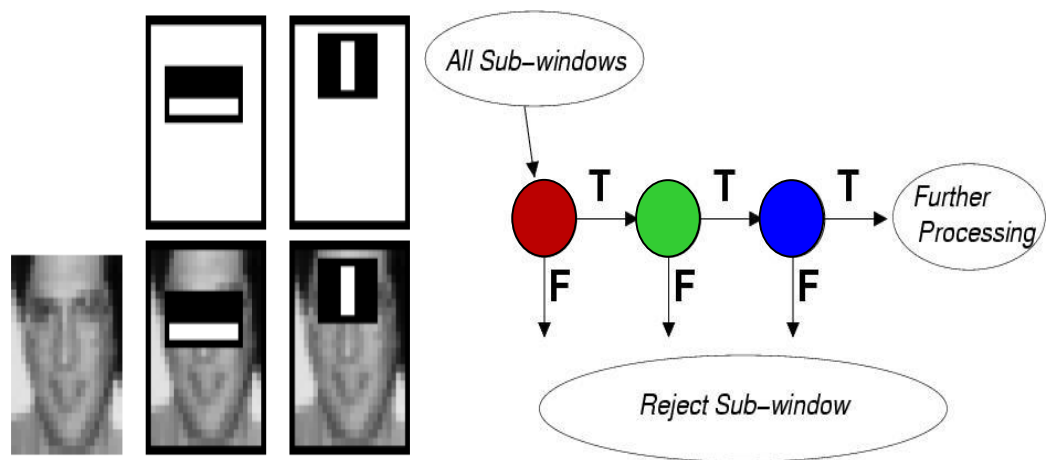 All Sub-windows
T T T
Further
Processing
F F F
Reject Sub-window